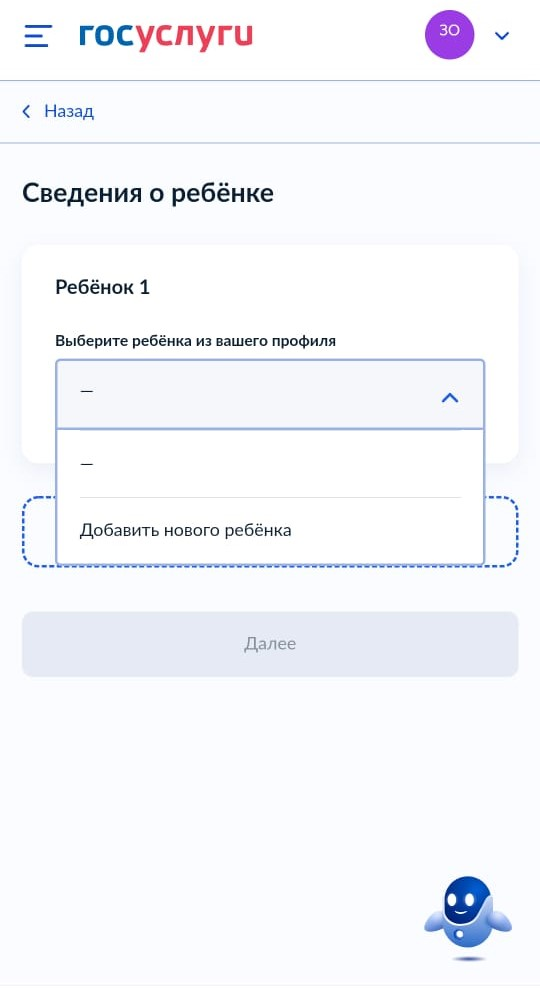 госуслуги
ЗО
Назад
Сведения о ребёнке
Ребёнок 1
Выберите ребёнка из вашего профиля
—
—
Добавить нового ребёнка
Далее